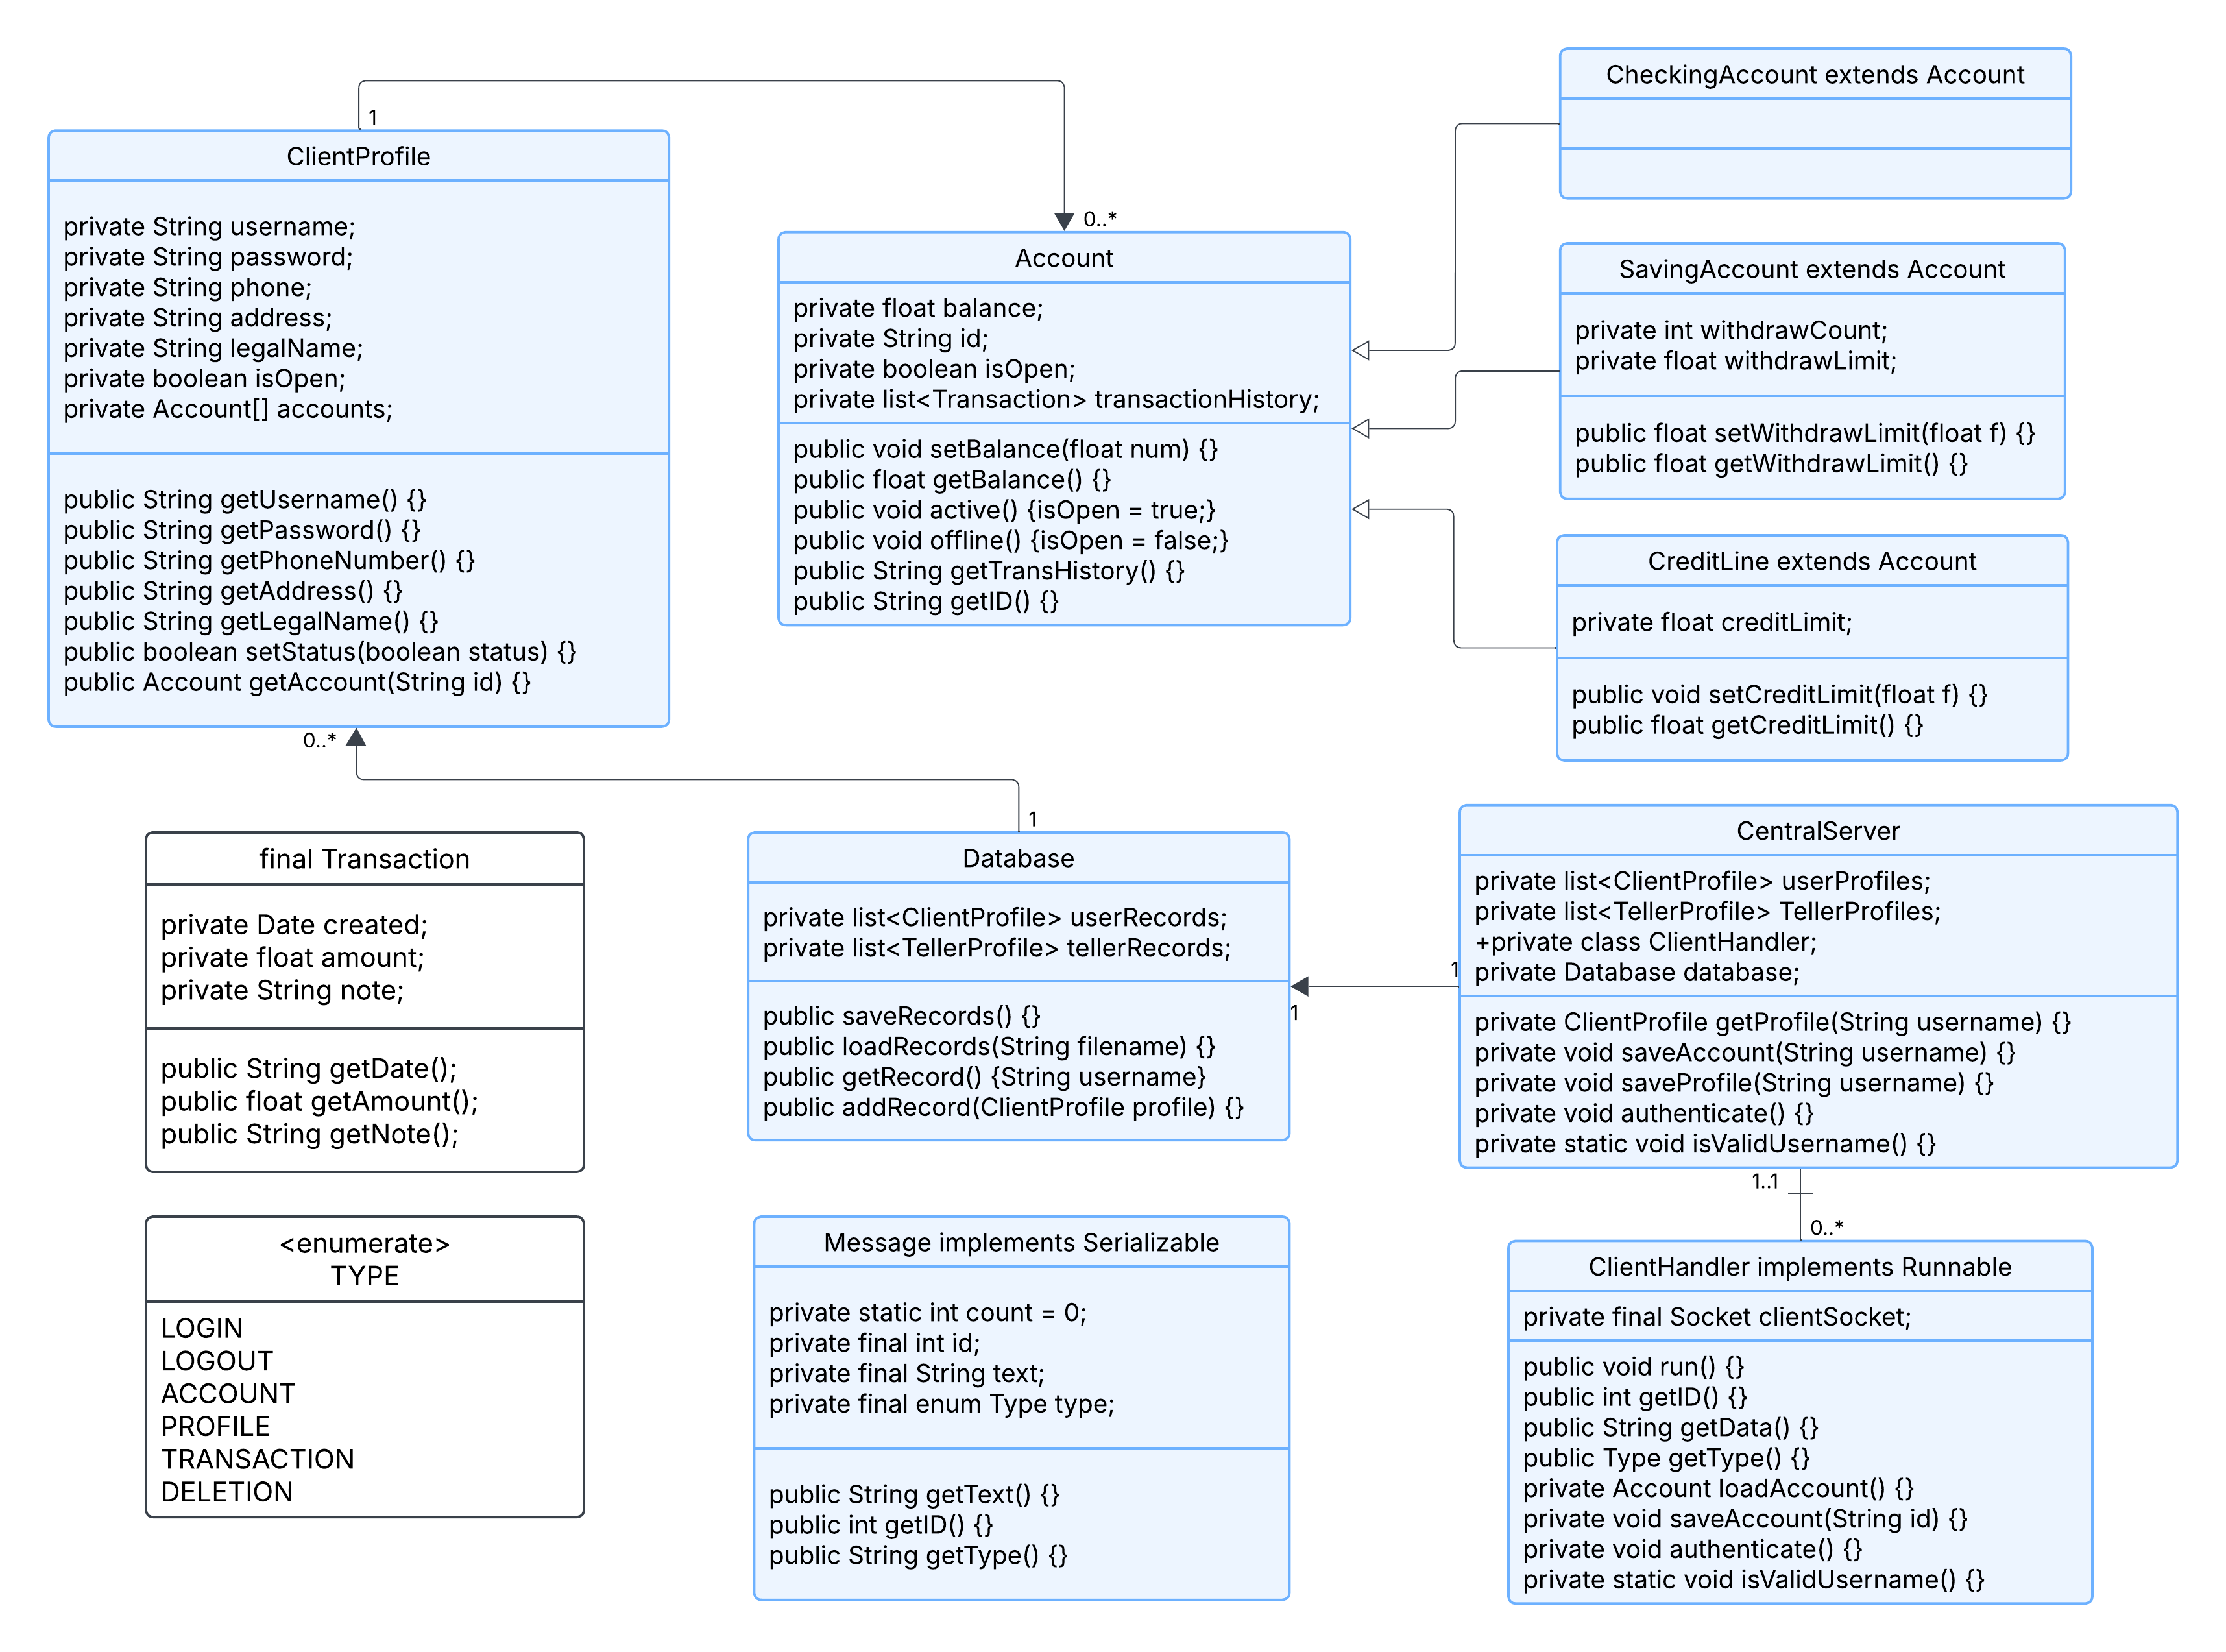 1
ClientProfile
private String username;
private String password;
private String phone;
private String address;
private String legalName;
private boolean isOpen;
private Account[] accounts;
public String getUsername() {}
public String getPassword() {}
public String getPhoneNumber() {}
public String getAddress() {}
public String getLegalName() {}
public boolean setStatus(boolean status) {}
public Account getAccount(String id) {}
0..*
0..*
Account
private float balance;
private String id;
private boolean isOpen;
private list<Transaction> transactionHistory;
public void setBalance(float num) {}
public float getBalance() {}
public void active() {isOpen = true;}
public void offline() {isOpen = false;}
public String getTransHistory() {}
public String getID() {}
CheckingAccount extends Account
SavingAccount extends Account
private int withdrawCount;
private float withdrawLimit;
public float setWithdrawLimit(float f) {}
public float getWithdrawLimit() {}
CreditLine extends Account
private float creditLimit;
public void setCreditLimit(float f) {}
public float getCreditLimit() {}
final Transaction
private Date created;
private float amount;
private String note;
public String getDate();
public float getAmount();
public String getNote();
1
Database
private list<ClientProfile> userRecords;
private list<TellerProfile> tellerRecords;
public saveRecords() {}
public loadRecords(String filename) {}
public getRecord() {String username}
public addRecord(ClientProfile profile) {}
1
1
CentralServer
private list<ClientProfile> userProfiles;
private list<TellerProfile> TellerProfiles;
+private class ClientHandler;
private Database database;
private ClientProfile getProfile(String username) {}
private void saveAccount(String username) {}
private void saveProfile(String username) {}
private void authenticate() {}
private static void isValidUsername() {}
1..1
0..*
<enumerate>
TYPE
LOGIN
LOGOUT
ACCOUNT
PROFILE
TRANSACTION
DELETION
Message implements Serializable
private static int count = 0;
private final int id;
private final String text;
private final enum Type type;
public String getText() {}
public int getID() {}
public String getType() {}
ClientHandler implements Runnable
private final Socket clientSocket;
public void run() {}
public int getID() {}
public String getData() {}
public Type getType() {}
private Account loadAccount() {}
private void saveAccount(String id) {}
private void authenticate() {}
private static void isValidUsername() {}